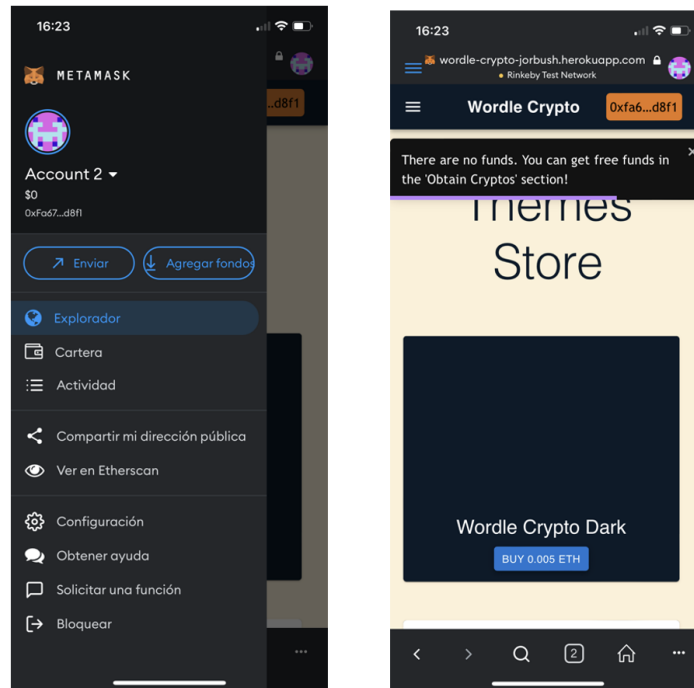 16:23
METAMASK
..d8f1
Account 2
$0
0xFa67...d8f1
Enviar
Agregar fondos
Explorador
Cartera
Actividad
Compartir mi dirección pública
Ver en Etherscan
Configuración
Obtener ayuda
Solicitar una función
Bloquear
16:23
wordle-crypto-jorbush.herokuapp.com
Rinkeby Test Network
Wordle Crypto
0xfa6...d8f1
There are no funds. You can get free funds in
the 'Obtain Cryptos' section!
Themes
Store
Wordle Crypto Dark
BUY 0.005 ETH
2